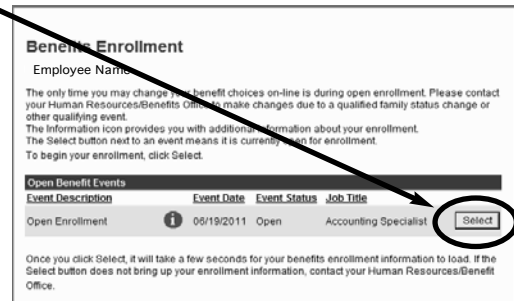 Benefits Enrollment
Employee Name
The only time you may change your benefit choices on-line is during open enrollment. Please contact
your Human Resources/Benefits Office to make changes due to a qualified family status change or
other qualifying event.
The Information icon provides you with additional information about your enrollment.
The Select button next to an event means it is currently open for enrollment.
To begin your enrollment, click Select.
Open Benefit Events
Event Description Event Date Event Status Job Title
Open Enrollment i 06/19/2011 Open Accounting Specialist Select
Once you click Select, it will take a few seconds for your benefits enrollment information to load. If the
Select button does not bring up your enrollment information, contact your Human Resources/Benefit
Office.